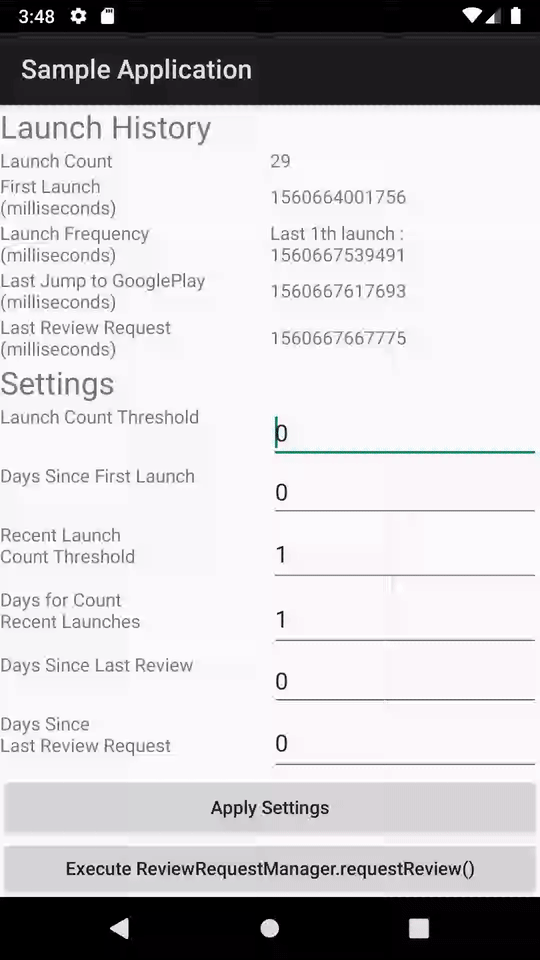 3:48
Sample Application
Launch History
Launch Count 29
First Launch
(milliseconds) 1560664001756
Launch Frequency
(milliseconds)
Last 1th launch :
1560667539491
Last Jump to GooglePlay
(milliseconds) 1560667617693
Last Review Request
(milliseconds) 1560667667775
Settings
Launch Count Threshold 0
Days Since First Launch 0
Recent Launch
Count Threshold 1
Days for Count
Recent Launches 1
Days Since Last Review 0
Days Since
Last Review Request 0
Apply Settings
Execute ReviewRequestManager.requestReview()